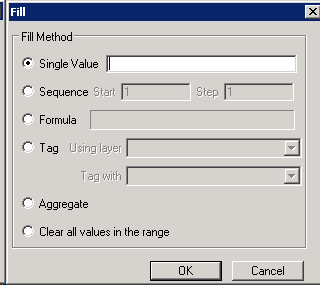 Fill
Fill Method
Single Value
Sequence Start 1 Step 1
Formula
Tag Using layer
Tag with
Aggregate
Clear all values in the range
OK Cancel